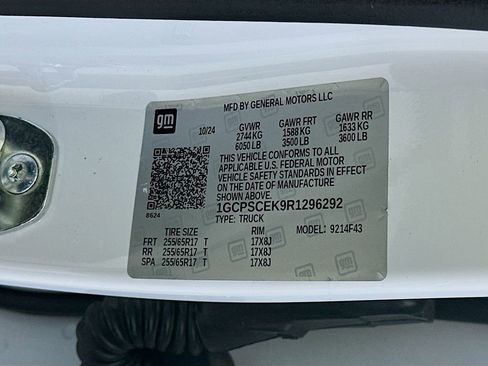 MFD BY GENERAL MOTORS LLC
gm
10/24 GVWR GAWR FRT GAWR RR
2744 KG 1588 KG 1633 KG
6050 LB 3500 LB 3600 LB
THIS VEHICLE CONFORMS TO ALL
APPLICABLE U.S. FEDERAL MOTOR
VEHICLE SAFETY STANDARDS IN EFFECT
ON THE DATE OF MANUFACTURE
SHOWN ABOVE.
1GCPSCEK9R1296292
8624
TYPE: TRUCK
MODEL: 9214F43
TIRE SIZE RIM
FRT 255/65R17 T 17X8J
RR 255/65R17 T 17X8J
SPA 255/65R17 T 17X8J